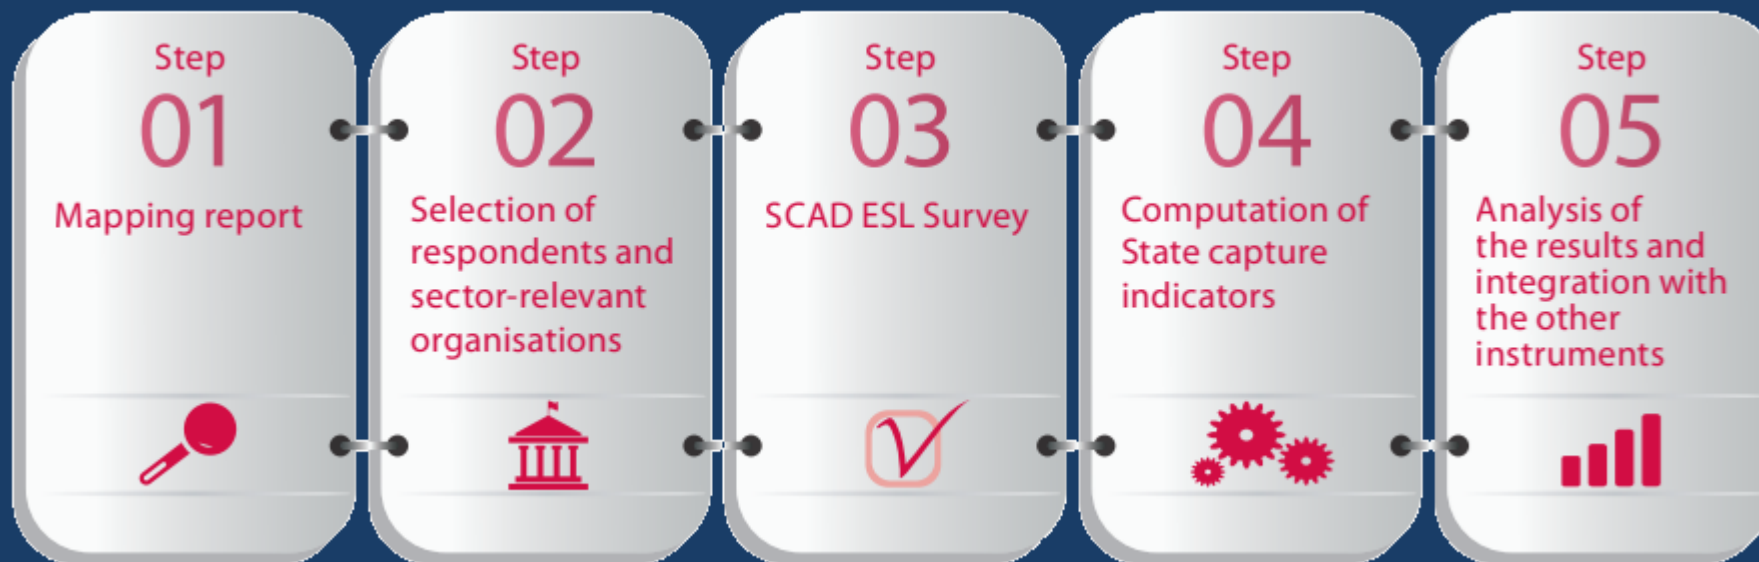 Step
01
Mapping report
Step
02
Selection of
respondents and
sector-relevant
organisations
Step
03
SCAD ESL Survey
Step
04
Computation of
State capture
indicators
Step
05
Analysis of
the results and
integration with
the other
instruments